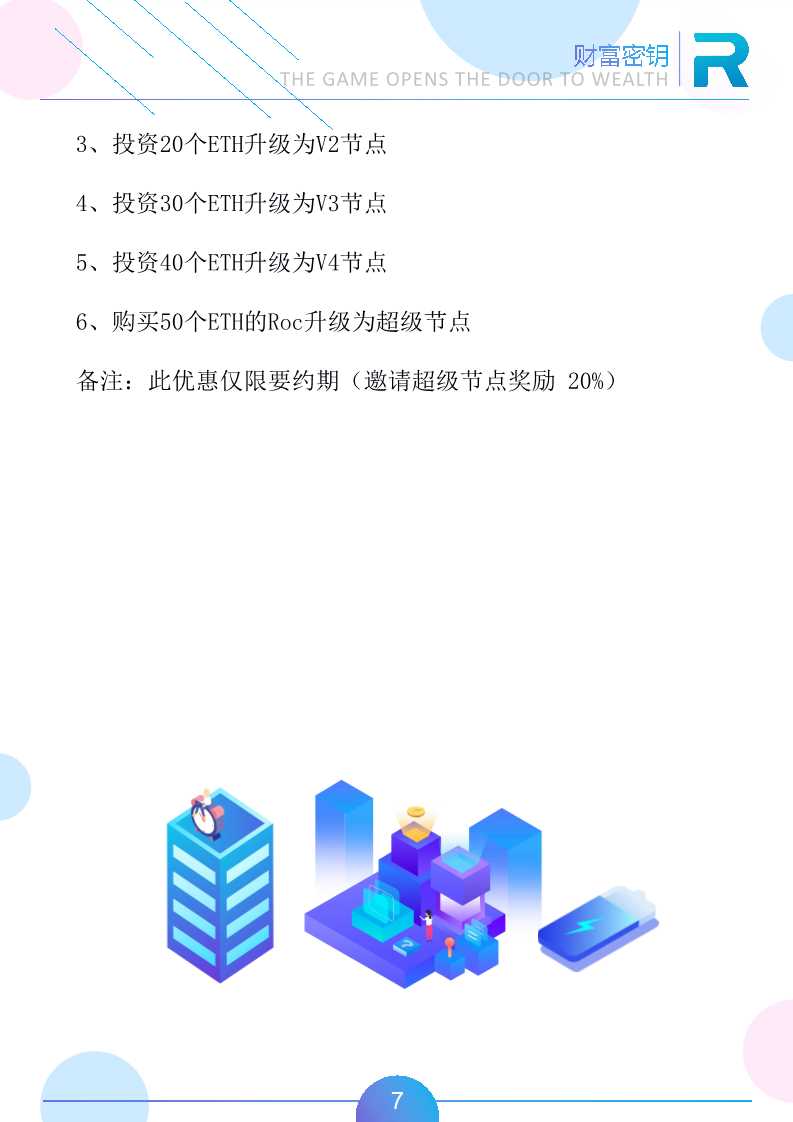 财富密钥
THE GAME OPENS THE DOOR TO WEALTH
3、投资20个ETH升级为V2节点
4、投资30个ETH升级为V3节点
5、投资40个ETH升级为V4节点
6、购买50个ETH的Roc升级为超级节点
备注：此优惠仅限要约期（邀请超级节点奖励 20%）
?
7